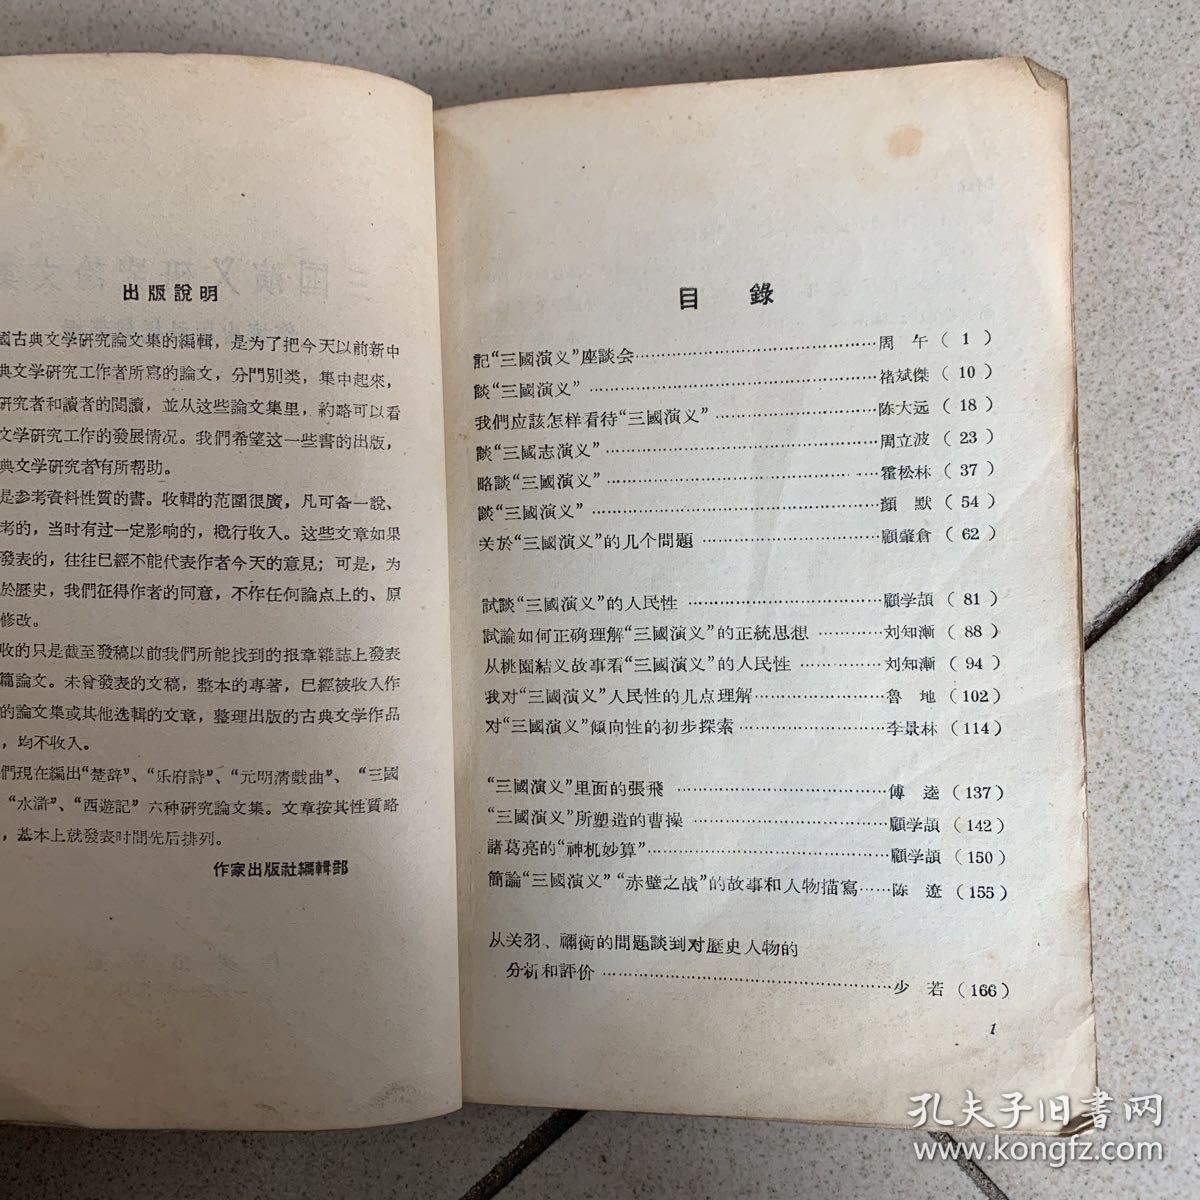 三國演义研究論文集
出版說明
國古典文学研究論文集的編輯，是为了把今天以前新中
典文学研究工作者所寫的論文，分門別类，集中起來，
研究者和讀者的閱讀，並从这些論文集里，約略可以看
文学研究工作的發展情况。我們希望这一些書的出版，
典文学研究者有所帮助。
是参考資料性質的書。收輯的范圍很廣，凡可备一說、
考的，当时有过一定影响的，槪行收入。这些文章如果
發表的，往往已經不能代表作者今天的意見；可是，为
於歷史，我們征得作者的同意，不作任何論点上的、原
修改。
收的只是截至發稿以前我們所能找到的报章雜誌上發表
篇論文。未曾發表的文稿，整本的專著，已經被收入作
的論文集或其他选輯的文章，整理出版的古典文学作品
，均不收入。
們現在編出“楚辞”、“乐府詩”、“元明清戲曲”、“三國
“水滸”、“西遊記”六种研究論文集。文章按其性質略
，基本上就發表时間先后排列。
作家出版社編輯部
目錄
記“三國演义”座談会……周 午（1）
談“三國演义”……褚斌傑（10）
我們应該怎样看待“三國演义”……陈大远（18）
談“三國志演义”……周立波（23）
略談“三國演义”……霍松林（37）
談“三國演义”……顏 默（54）
关於“三國演义”的几个問題……顧肇倉（62）
試談“三國演义”的人民性……顧学頡（81）
試論如何正确理解“三國演义”的正統思想……刘知漸（88）
从桃園結义故事看“三國演义”的人民性……刘知漸（94）
我对“三國演义”人民性的几点理解……魯 地（102）
对“三國演义”傾向性的初步探索……李景林（114）
“三國演义”里面的張飛……傅逵（137）
“三國演义”所塑造的曹操……顧学頡（142）
諸葛亮的“神机妙算”……顧学頡（150）
簡論“三國演义”“赤壁之战”的故事和人物描寫……陈 遼（155）
从关羽、禰衡的問題談到对歷史人物的
分析和評价……少 若（166）
1
孔夫子旧書网
www.kongfz.com